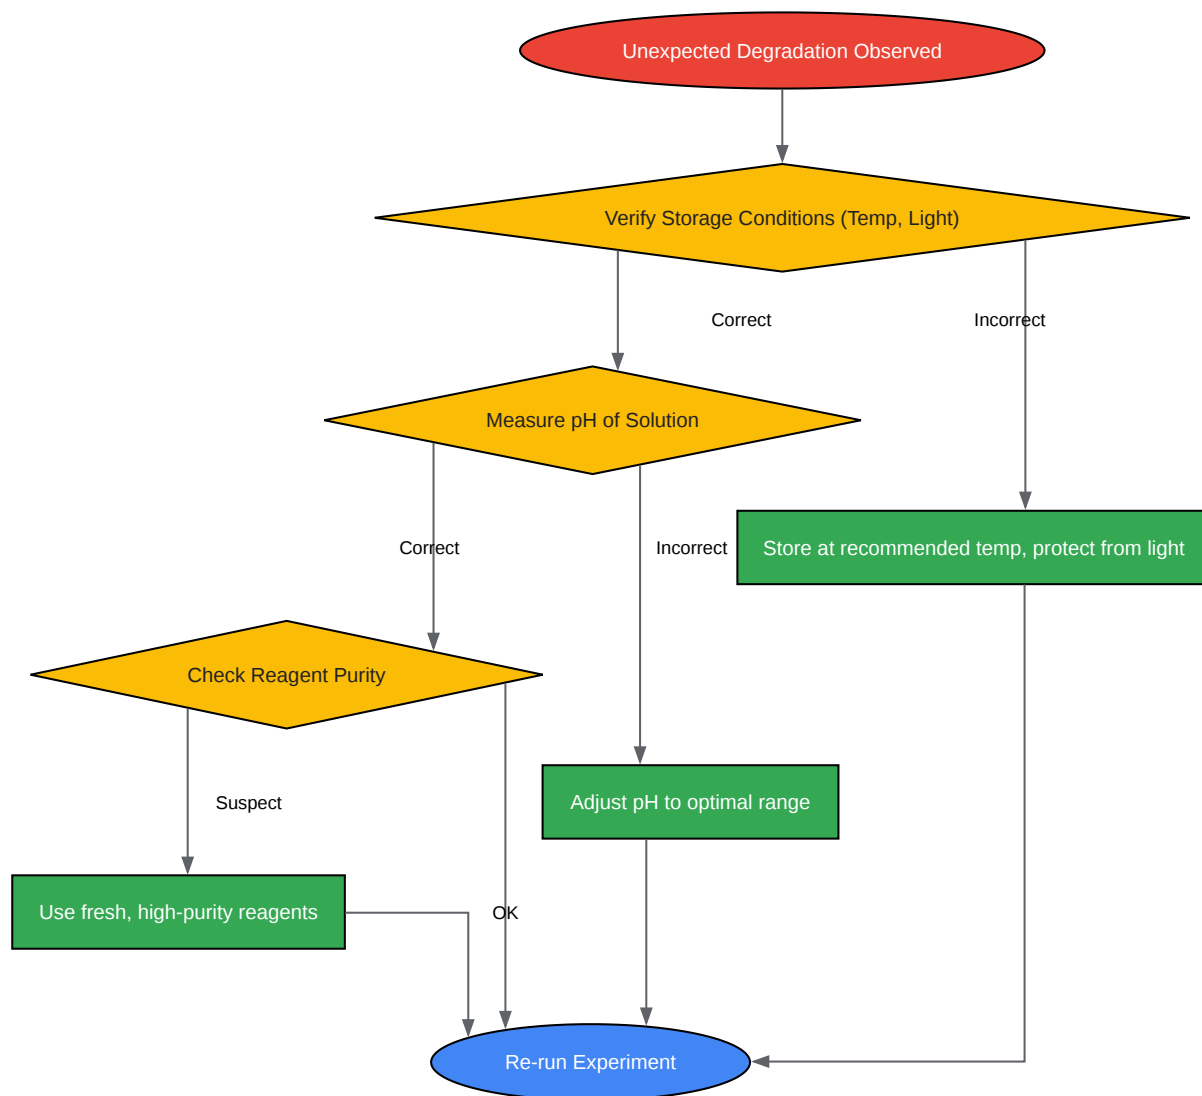 Unexpected Degradation Observed
Verify Storage Conditions (Temp, Light)
Correct
Incorrect
Measure pH of Solution
Correct
Incorrect
Store at recommended temp, protect from light
Check Reagent Purity
Suspect
Adjust pH to optimal range
Use fresh, high-purity reagents
OK
Re-run Experiment